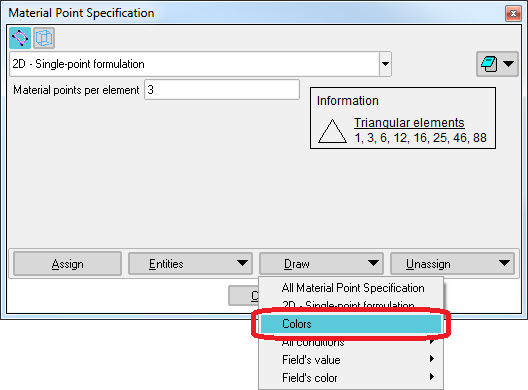 Material Point Specification
2D - Single-point formulation
Material points per element 3
Information
Triangular elements
1, 3, 6, 12, 16, 25, 46, 88
Assign Entities Draw Unassign
All Material Point Specification
2D - Single-point formulation
Colors
All conditions
Field's value
Field's color